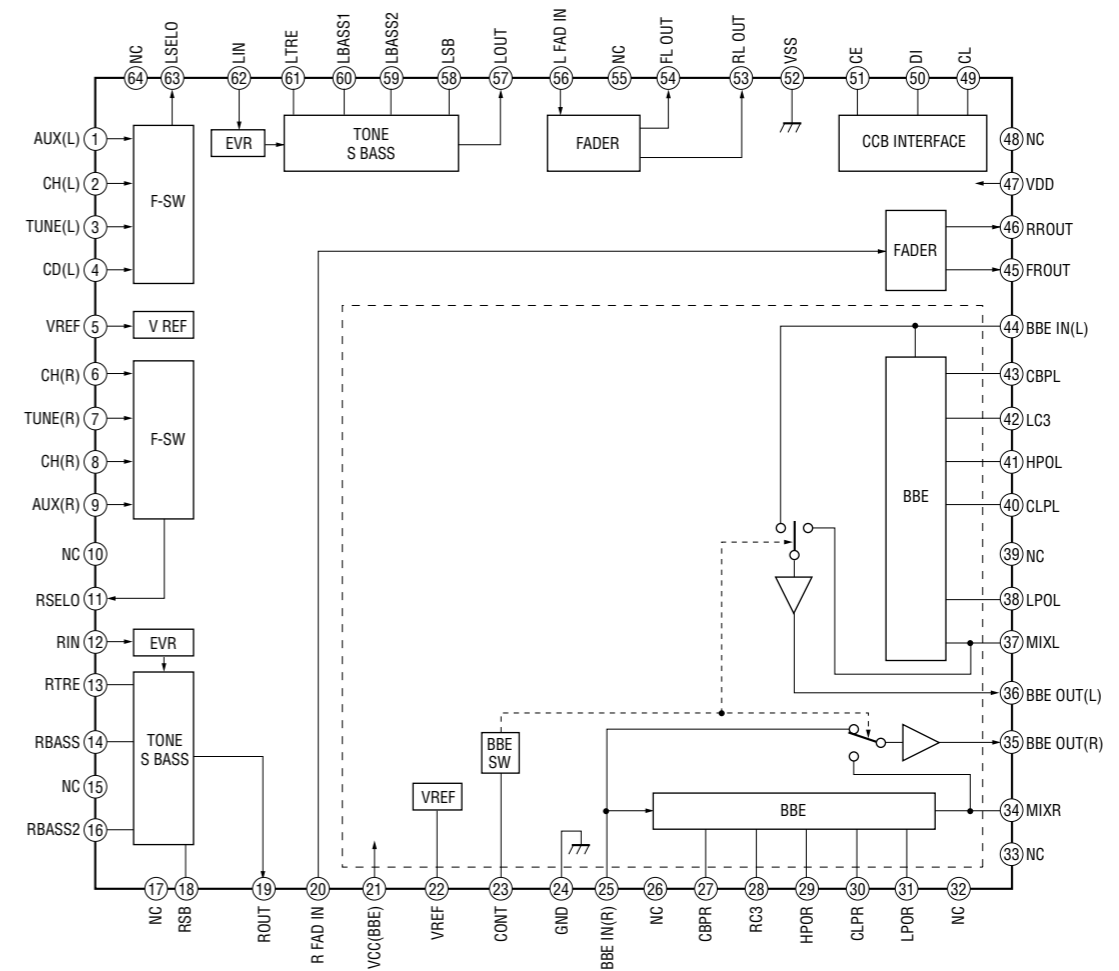 NC
LSELO
LIN
LTRE
LBASS1
LBASS2
LSB
LOUT
L FAD IN
NC
FL OUT
RL OUT
VSS
CE
DI
CL
64
63
62
61
60
59
58
57
56
55
54
53
52
51
50
49
AUX(L) 1
CH(L) 2
TUNE(L) 3
CD(L) 4
VREF 5
CH(R) 6
TUNE(R) 7
CH(R) 8
AUX(R) 9
NC 10
RSELO 11
RIN 12
RTRE 13
RBASS 14
NC 15
RBASS2 16
F-SW
V REF
F-SW
EVR
TONE
S BASS
EVR
TONE
S BASS
FADER
CCB INTERFACE
FADER
BBE
BBE
SW
VREF
BBE
48 NC
47 VDD
46 RROUT
45 FROUT
44 BBE IN(L)
43 CBPL
42 LC3
41 HPOL
40 CLPL
39 NC
38 LPOL
37 MIXL
36 BBE OUT(L)
35 BBE OUT(R)
34 MIXR
33 NC
17
18
19
20
21
22
23
24
25
26
27
28
29
30
31
32
NC
RSB
ROUT
R FAD IN
VCC(BBE)
VREF
CONT
GND
BBE IN(R)
NC
CBPR
RC3
HPOR
CLPR
LPOR
NC